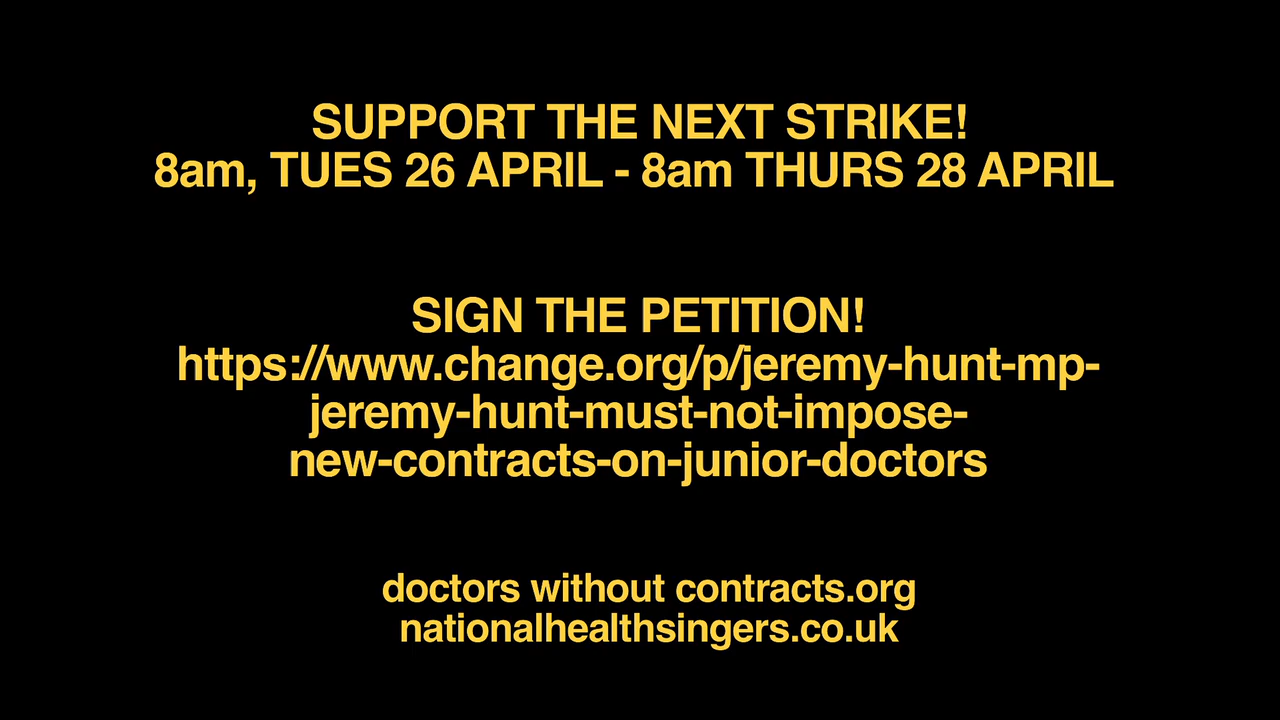 SUPPORT THE NEXT STRIKE!
8am, TUES 26 APRIL - 8am THURS 28 APRIL
SIGN THE PETITION!
https://www.change.org/p/jeremy-hunt-mp-
jeremy-hunt-must-not-impose-
new-contracts-on-junior-doctors
doctors without contracts.org
nationalhealthsingers.co.uk